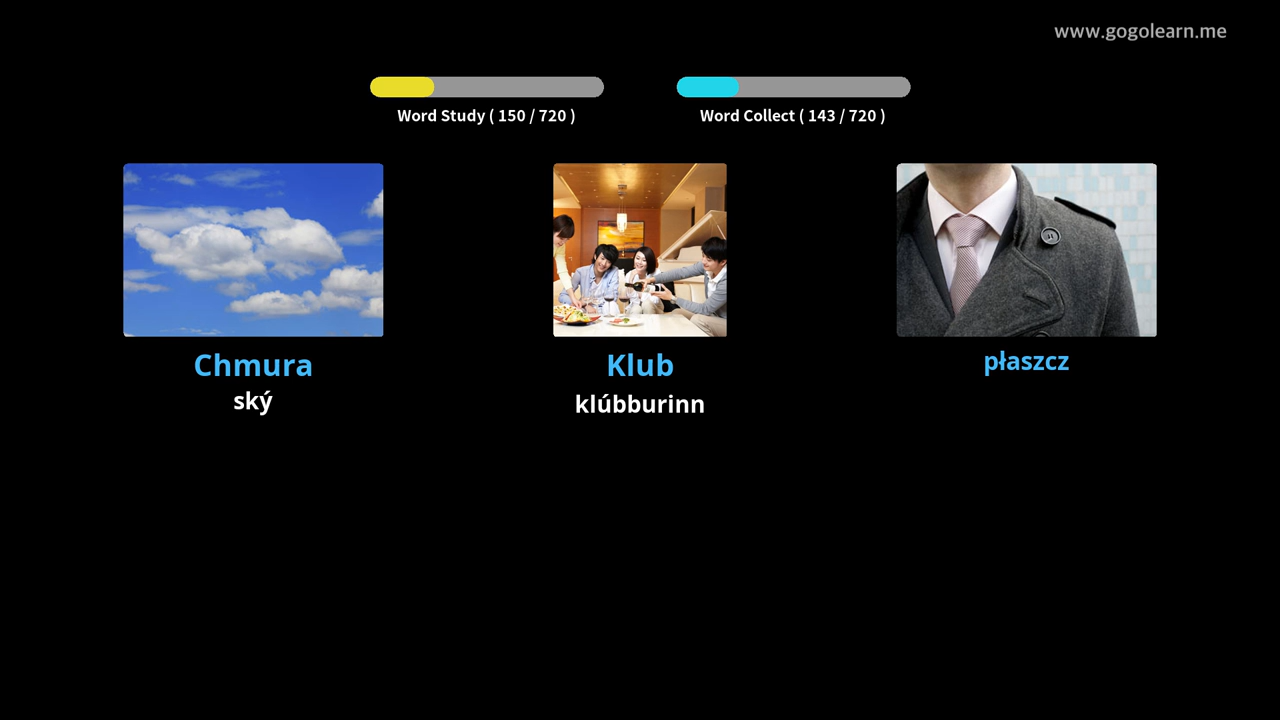 www.gogolearn.me
Word Study ( 150 / 720 )
Word Collect ( 143 / 720 )
Chmura
ský
Klub
klúbburinn
płaszcz